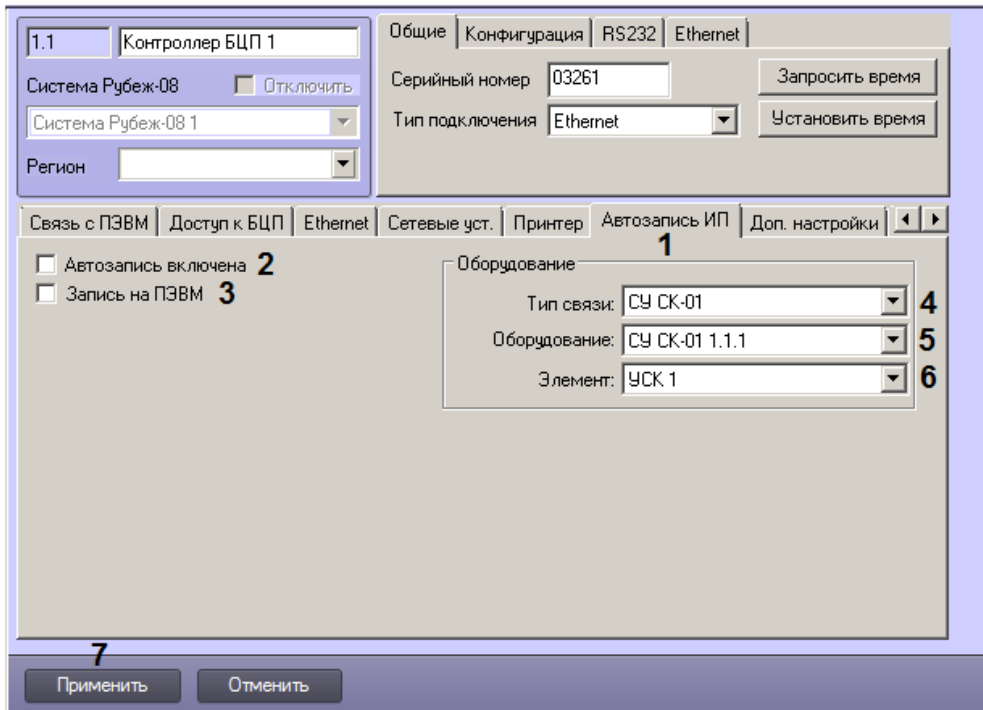 1.1 Контроллер БЦП 1
Система Рубеж-08 Отключить
Система Рубеж-08 1
Регион
Общие Конфигурация RS232 Ethernet
Серийный номер 03261 Запросить время
Тип подключения Ethernet Установить время
Связь с ПЭВМ Доступ к БЦП Ethernet Сетевые уст. Принтер Автозапись ИП Доп. настройки
1
Автозапись включена 2
Запись на ПЭВМ 3
Оборудование
Тип связи: СУ СК-01 4
Оборудование: СУ СК-01 1.1.1 5
Элемент: УСК 1 6
7
Применить Отменить